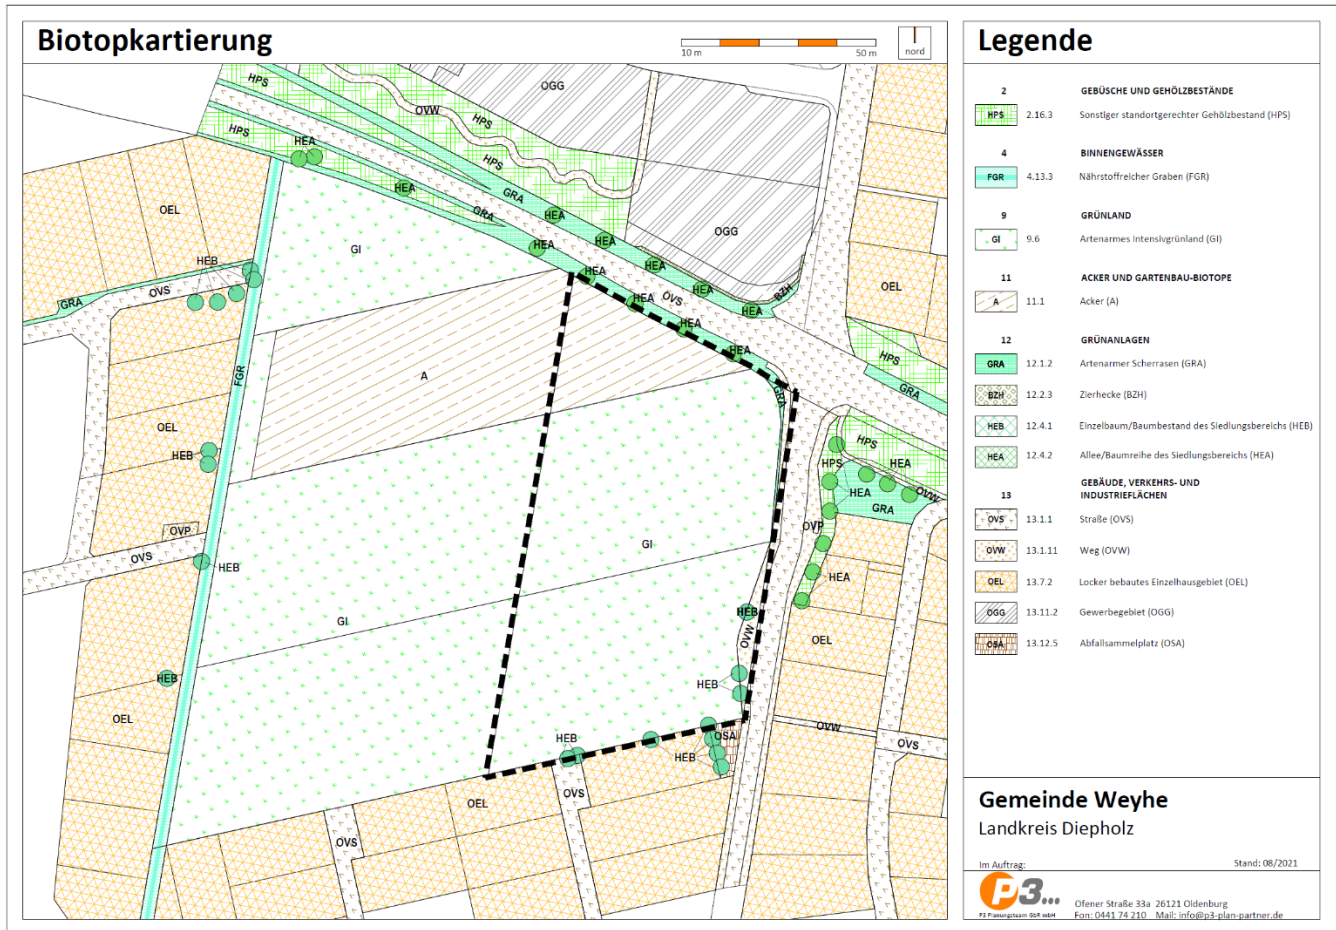 Biotopkartierung
10 m
50 m
nord
HPS
OGG
OVW
HPS
HPS
HEA
HPS
HEA
GRA
GRA
OEL
HEA
HEA
OGG
GI
HEA
HEA
HEA
HEB
HEA
BZH
OEL
OVS
GRA
HEA
OVS
HEA
HEA
HEA
HPS
FGR
A
GRA
GRA
OEL
HPS
HEA
HEB
HPS
HEA
OVW
GRA
OVP
OVP
OVS
GI
HEB
HEA
HEB
GI
OVW
OEL
HEB
HEB
OEL
OVW
OSA
OVS
HEB
HEB
OVS
OEL
OVS
Legende
2 GEBÜSCHE UND GEHÖLZBESTÄNDE
HPS 2.16.3 Sonstiger standortgerechter Gehölzbestand (HPS)
4 BINNENGEWÄSSER
FGR 4.13.3 Nährstoffreicher Graben (FGR)
9 GRÜNLAND
GI 9.6 Artenarmes Intensivgrünland (GI)
11 ACKER UND GARTENBAU-BIOTOPE
A 11.1 Acker (A)
12 GRÜNANLAGEN
GRA 12.1.2 Artenarmer Scherrasen (GRA)
BZH 12.2.3 Zierhecke (BZH)
HEB 12.4.1 Einzelbaum/Baumbestand des Siedlungsbereichs (HEB)
HEA 12.4.2 Allee/Baumreihe des Siedlungsbereichs (HEA)
13 GEBÄUDE, VERKEHRS- UND
INDUSTRIEFLÄCHEN
OVS 13.1.1 Straße (OVS)
OVW 13.1.11 Weg (OVW)
OEL 13.7.2 Locker bebautes Einzelhausgebiet (OEL)
OGG 13.11.2 Gewerbegebiet (OGG)
OSA 13.12.5 Abfallsammelplatz (OSA)
Gemeinde Weyhe
Landkreis Diepholz
Im Auftrag: Stand: 08/2021
P3...
P3 Planungsteam GbR mbH
Ofener Straße 33a 26121 Oldenburg
Fon: 0441 74 210 Mail: info@p3-plan-partner.de